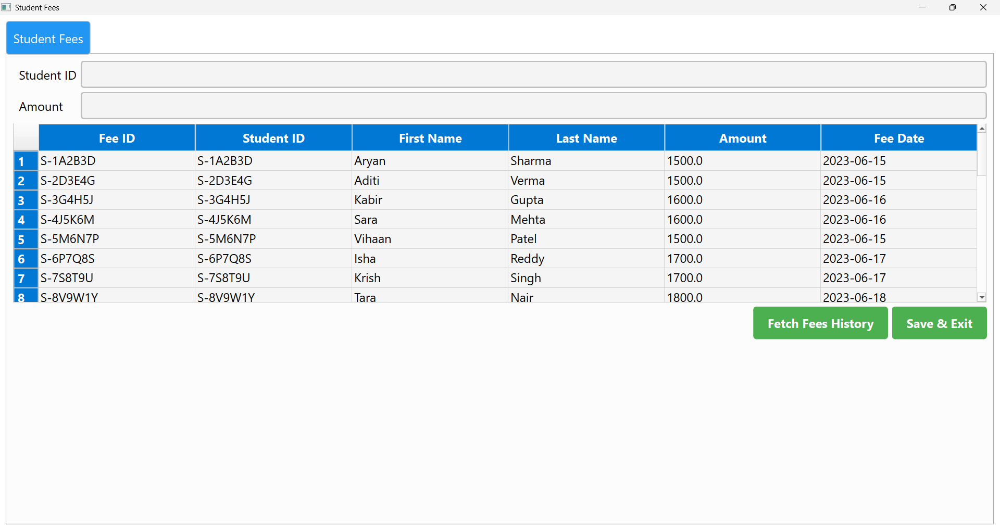 Student Fees
Student Fees
Student ID
Amount
Fee ID Student ID First Name Last Name Amount Fee Date
1 S-1A2B3D S-1A2B3D Aryan Sharma 1500.0 2023-06-15
2 S-2D3E4G S-2D3E4G Aditi Verma 1500.0 2023-06-15
3 S-3G4H5J S-3G4H5J Kabir Gupta 1600.0 2023-06-16
4 S-4J5K6M S-4J5K6M Sara Mehta 1600.0 2023-06-16
5 S-5M6N7P S-5M6N7P Vihaan Patel 1500.0 2023-06-15
6 S-6P7Q8S S-6P7Q8S Isha Reddy 1700.0 2023-06-17
7 S-7S8T9U S-7S8T9U Krish Singh 1700.0 2023-06-17
8 S-8V9W1Y S-8V9W1Y Tara Nair 1800.0 2023-06-18
Fetch Fees History Save & Exit